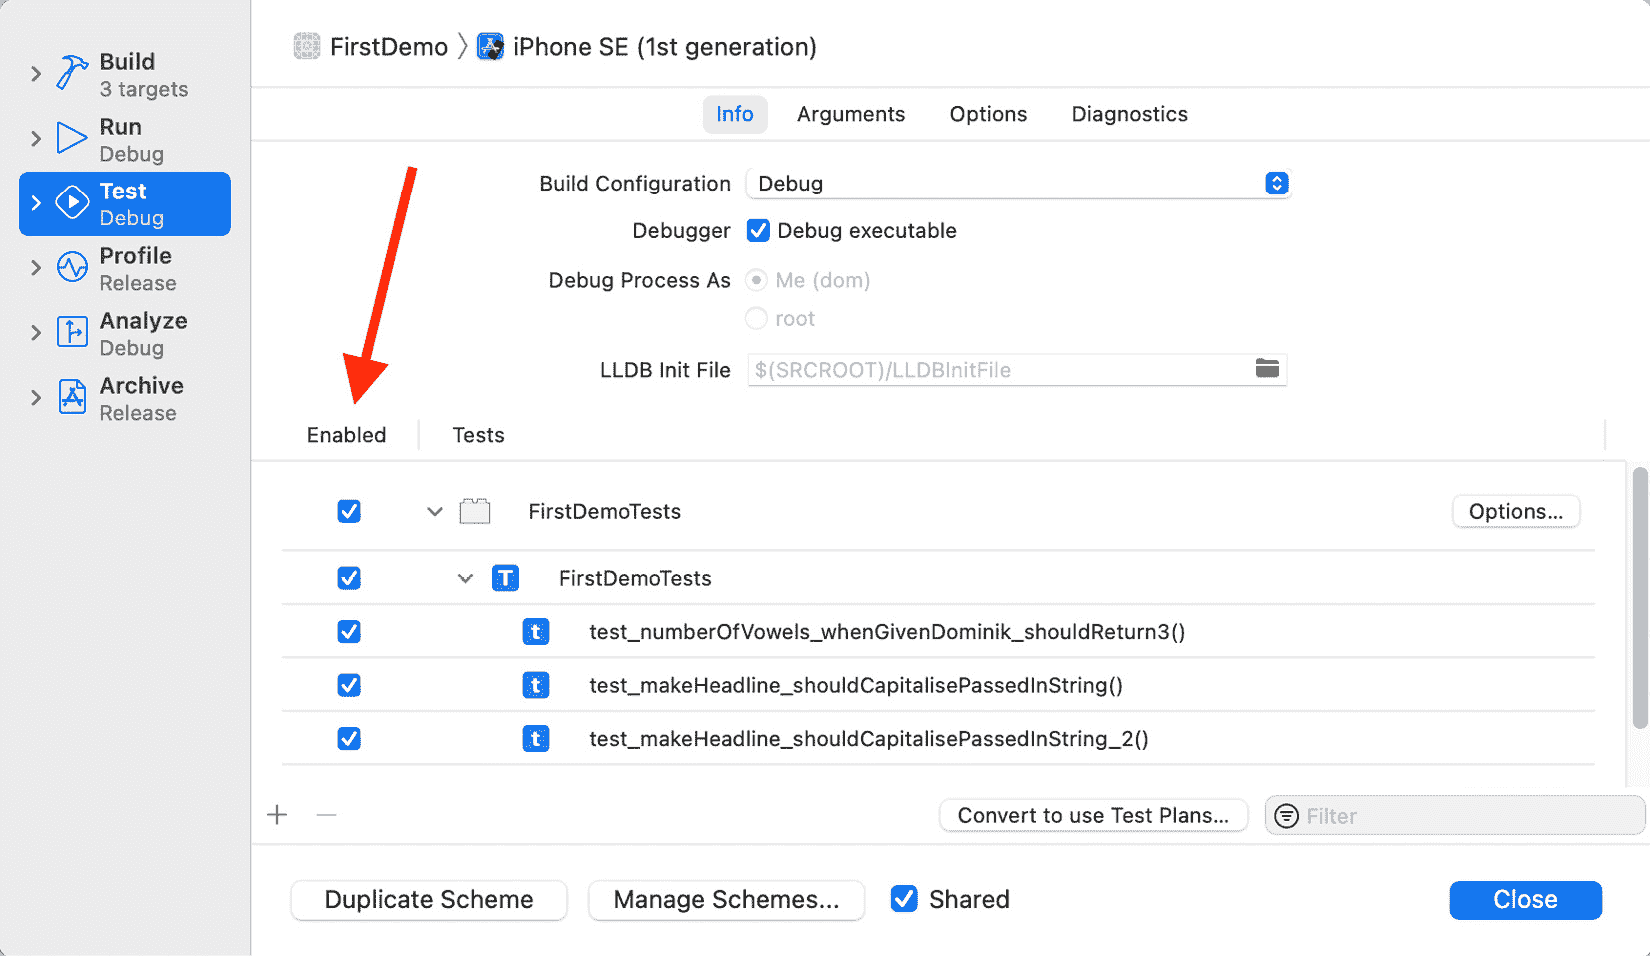 Build
3 targets
Run
Debug
Test
Debug
Profile
Release
Analyze
Debug
Archive
Release
FirstDemo iPhone SE (1st generation)
Info Arguments Options Diagnostics
Build Configuration Debug
Debugger Debug executable
Debug Process As Me (dom)
root
LLDB Init File $(SRCROOT)/LLDBInitFile
Enabled Tests
FirstDemoTests Options...
T FirstDemoTests
t test_numberOfVowels_whenGivenDominik_shouldReturn3()
t test_makeHeadline_shouldCapitalisePassedInString()
t test_makeHeadline_shouldCapitalisePassedInString_2()
Convert to use Test Plans... Filter
Duplicate Scheme Manage Schemes... Shared Close